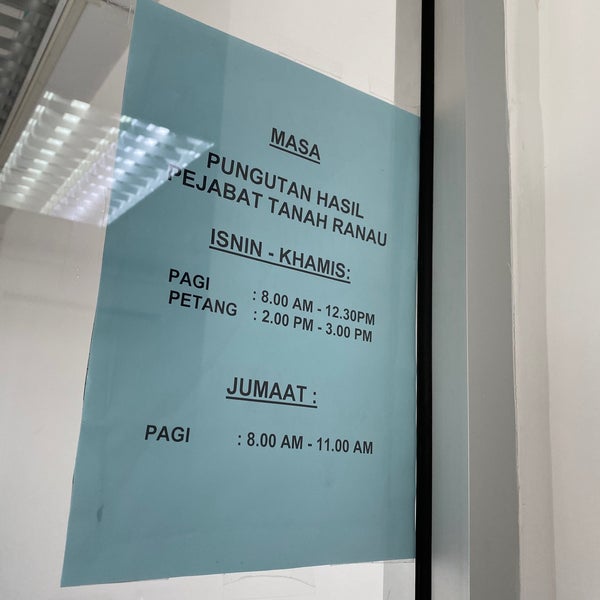 MASA
PUNGUTAN HASIL
PEJABAT TANAH RANAU
ISNIN - KHAMIS:
PAGI : 8.00 AM - 12.30PM
PETANG : 2.00 PM - 3.00 PM
JUMAAT :
PAGI : 8.00 AM - 11.00 AM